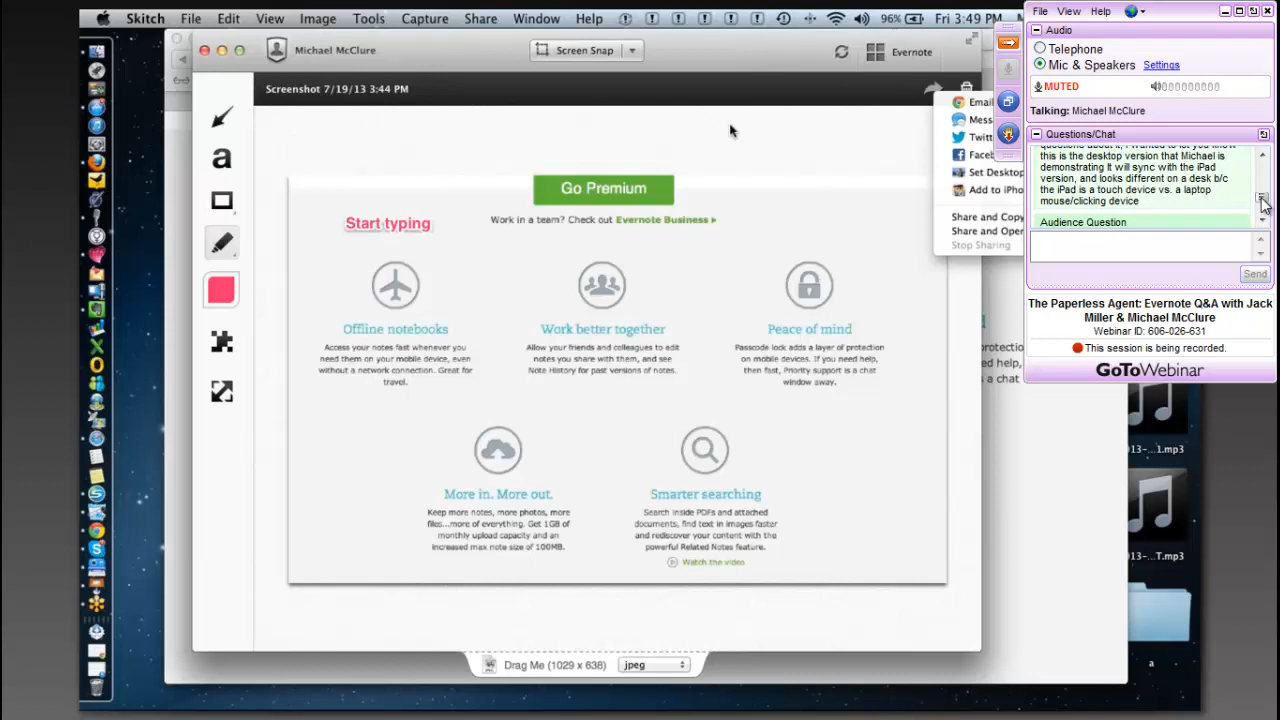 Skitch File Edit View Image Tools Capture Share Window Help 96% Fri 3:49 PM
Michael McClure
Screen Snap
Evernote
Screenshot 7/19/13 3:44 PM
a
Go Premium
Start typing
Work in a team? Check out Evernote Business ▸
Offline notebooks
Access your notes fast whenever you
need them on your mobile device, even
without a network connection. Great for
travel.
Work better together
Allow your friends and colleagues to edit
notes you share with them, and see
Note History for past versions of notes.
Peace of mind
Passcode lock adds a layer of protection
on mobile devices. If you need help,
then fast, Priority support is a chat
window away.
More in. More out.
Keep more notes, more photos, more
files...more of everything. Get 1GB of
monthly upload capacity and an
increased max note size of 100MB.
Smarter searching
Search inside PDFs and attached
documents, find text in images faster
and rediscover your content with the
powerful Related Notes feature.
Watch the video
Drag Me (1029 x 638) jpeg
Email
Mess
Twitt
Faceb
Set Desktop
Add to iPho
Share and Copy
Share and Oper
Stop Sharing
d
protection
ed help,
s a chat
013-...1.mp3
013-...T.mp3
a
File View Help
Audio
Telephone
Mic & Speakers Settings
MUTED
Talking: Michael McClure
Questions/Chat
questions about it, I wanted to let you know
this is the desktop version that Michael is
demonstrating It will sync with the iPad
version, and looks different on a desk b/c
the iPad is a touch device vs. a laptop
mouse/clicking device
Audience Question
Send
The Paperless Agent: Evernote Q&A with Jack
Miller & Michael McClure
Webinar ID: 606-026-631
This session is being recorded.
GoToWebinar